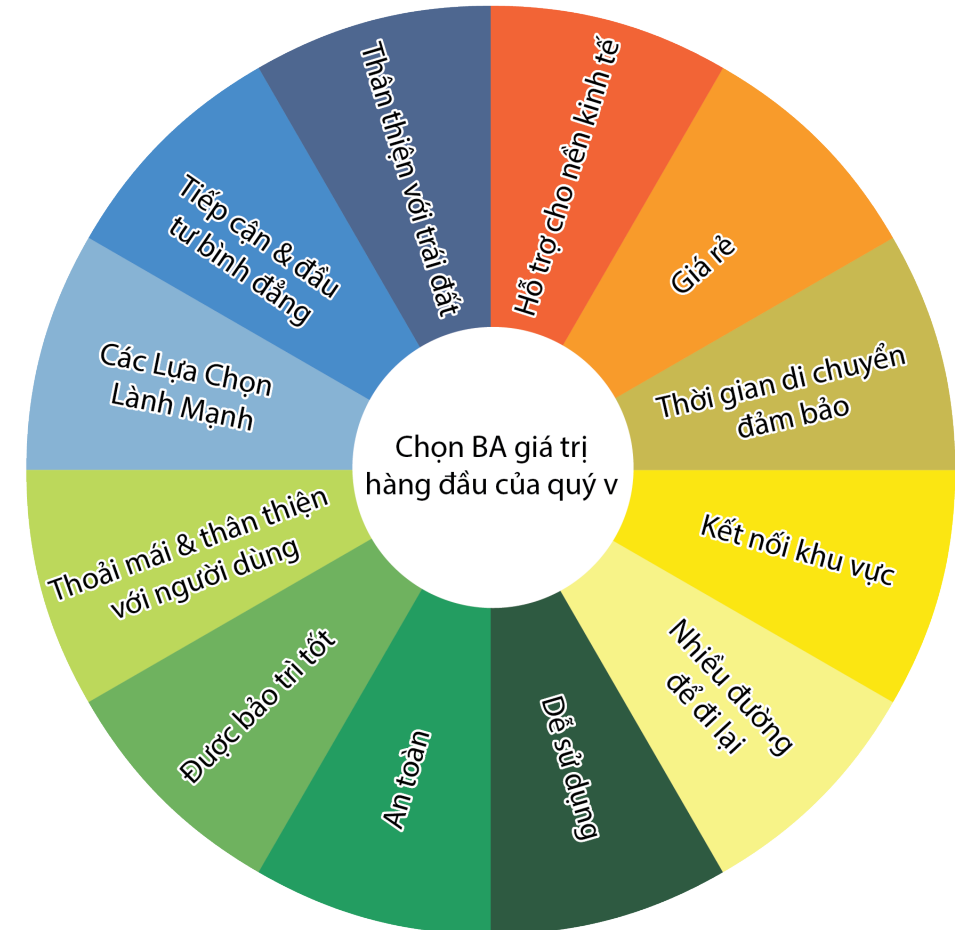 Chọn BA giá trị
hàng đầu của quý v
Hỗ trợ cho nền kinh tế
Giá rẻ
Thời gian di chuyển
đảm bảo
Kết nối khu vực
Nhiều đường
để đi lại
Dễ sử dụng
An toàn
Được bảo trì tốt
Thoải mái & thân thiện
với người dùng
Các Lựa Chọn
Lành Mạnh
Tiếp cận & đầu
tư bình đẳng
Thân thiện với trái đất